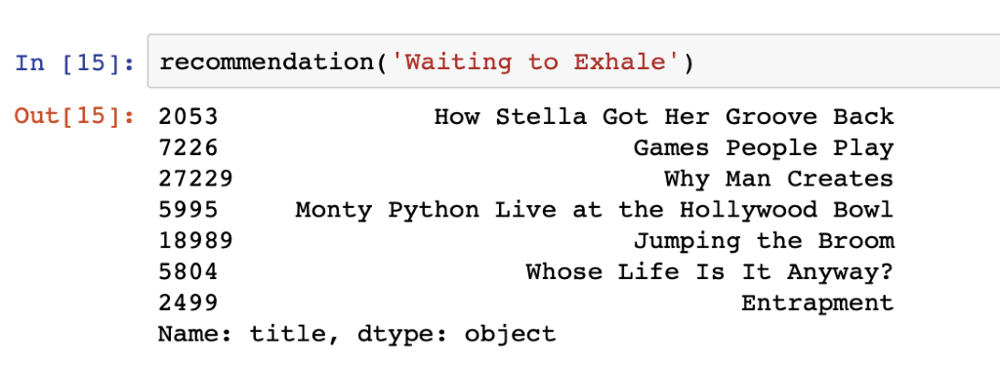 In [15]: recommendation('Waiting to Exhale')
Out[15]: 2053 How Stella Got Her Groove Back
7226 Games People Play
27229 Why Man Creates
5995 Monty Python Live at the Hollywood Bowl
18989 Jumping the Broom
5804 Whose Life Is It Anyway?
2499 Entrapment
Name: title, dtype: object